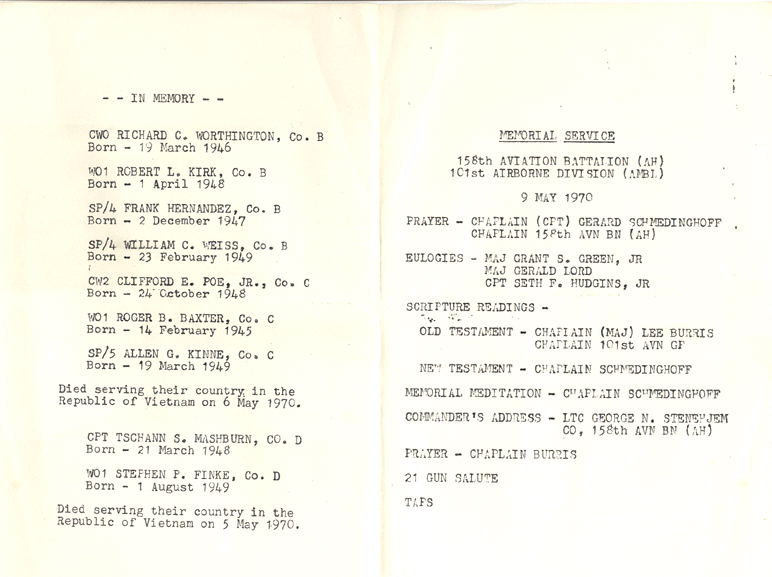 - - IN MEMORY - -
CWO RICHARD C. WORTHINGTON, Co. B
Born - 19 March 1946
WO1 ROBERT L. KIRK, Co. B
Born - 1 April 1948
SP/4 FRANK HERNANDEZ, Co. B
Born - 2 December 1947
SP/4 WILLIAM C. WEISS, Co. B
Born - 23 February 1949
CW2 CLIFFORD E. POE, JR., Co. C
Born - 24 October 1948
WO1 ROGER B. BAXTER, Co. C
Born - 14 February 1945
SP/5 ALLEN G. KINNE, Co. C
Born - 19 March 1949
Died serving their country in the
Republic of Vietnam on 6 May 1970.
CPT TSCHANN S. MASHBURN, CO. D
Born - 21 March 1948
WO1 STEPHEN P. FINKE, Co. D
Born - 1 August 1949
Died serving their country in the
Republic of Vietnam on 5 May 1970.
MEMORIAL SERVICE
158th AVIATION BATTALION (AH)
101st AIRBORNE DIVISION (AMBL)
9 MAY 1970
PRAYER - CHAPLAIN (CPT) GERARD SCHMEDINGHOFF
CHAPLAIN 158th AVN BN (AH)
EULOGIES - MAJ GRANT S. GREEN, JR
MAJ GERALD LORD
CPT SETH F. HUDGINS, JR
SCRIPTURE READINGS -
OLD TESTAMENT - CHAPLAIN (MAJ) LEE BURRIS
CHAPLAIN 101st AVN GP
NEW TESTAMENT - CHAPLAIN SCHMEDINGHOFF
MEMORIAL MEDITATION - CHAPLAIN SCHMEDINGHOFF
COMMANDER'S ADDRESS - LTC GEORGE N. STENEHJEM
CO, 158th AVN BN (AH)
PRAYER - CHAPLAIN BURRIS
21 GUN SALUTE
TAPS